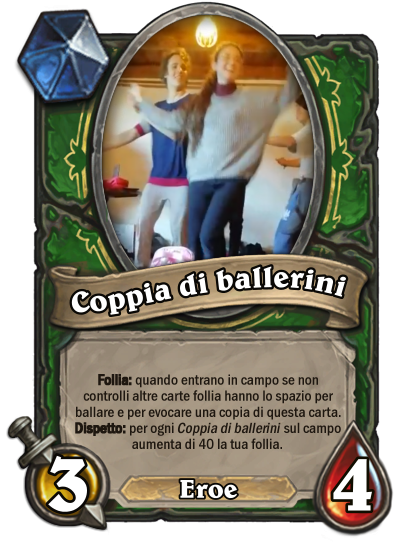 Coppia di ballerini
Follia: quando entrano in campo se non
controlli altre carte follia hanno lo spazio per
ballare e per evocare una copia di questa carta.
Dispetto: per ogni Coppia di ballerini sul campo
aumenta di 40 la tua follia.
3
Eroe
4